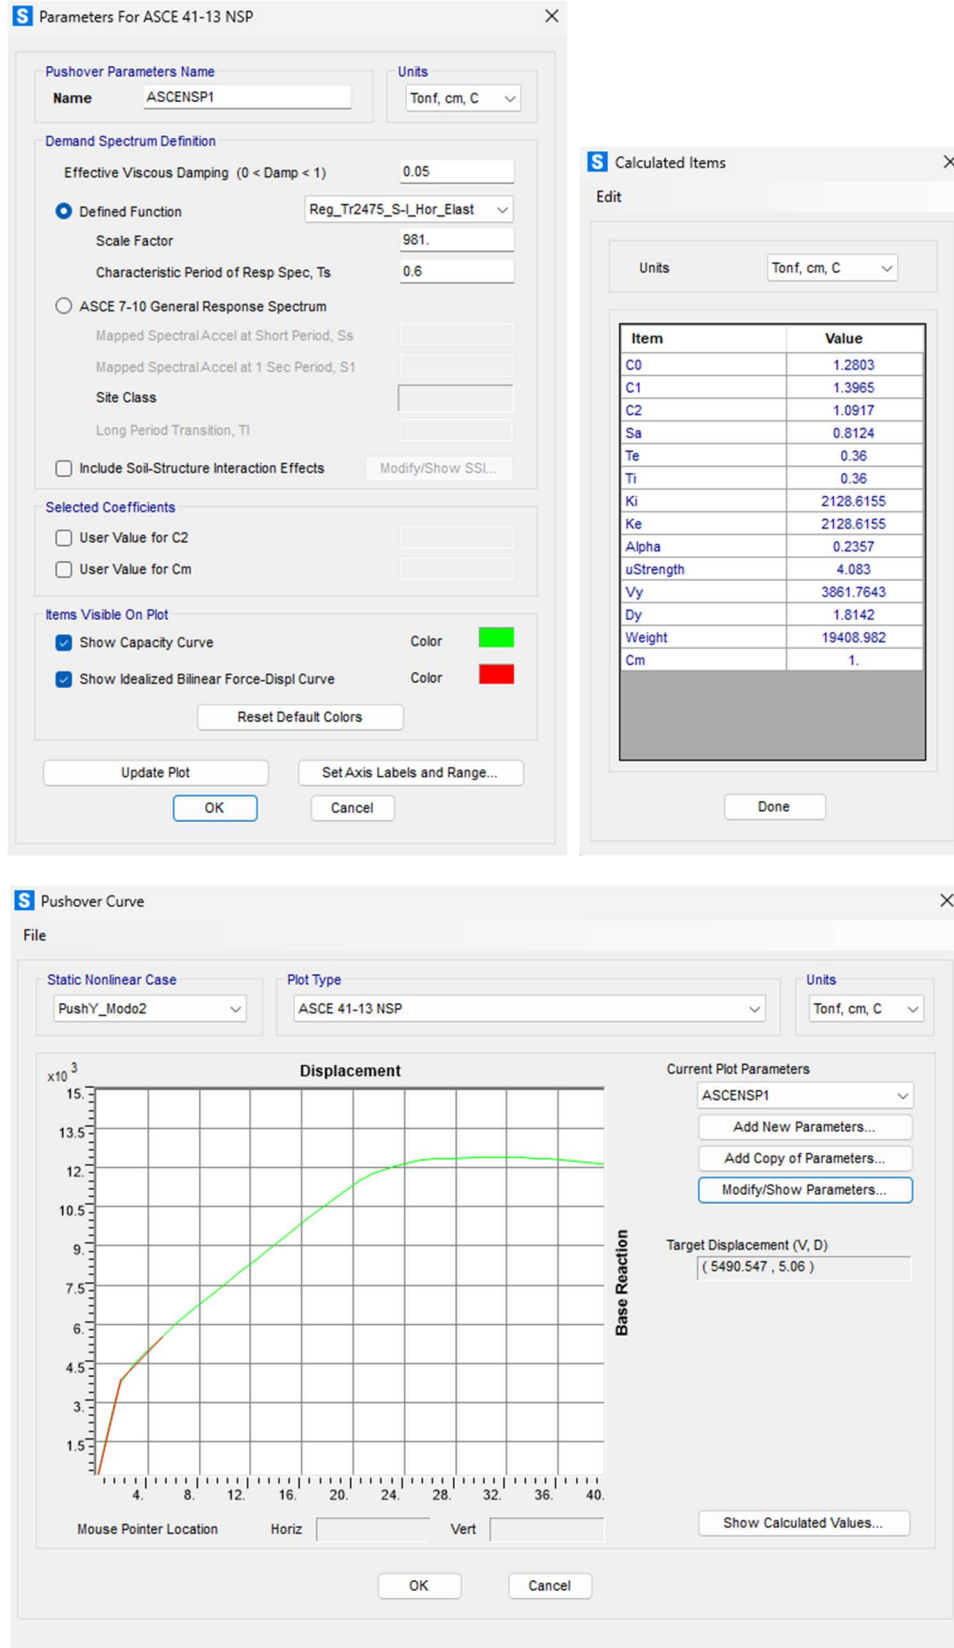 S Parameters For ASCE 41-13 NSP
Pushover Parameters Name
Name ASCENSP1
Units
Tonf, cm, C
Demand Spectrum Definition
Effective Viscous Damping (0 < Damp < 1) 0.05
Defined Function Reg_Tr2475_S-I_Hor_Elast
Scale Factor 981.
Characteristic Period of Resp Spec, Ts 0.6
ASCE 7-10 General Response Spectrum
Mapped Spectral Accel at Short Period, Ss
Mapped Spectral Accel at 1 Sec Period, S1
Site Class
Long Period Transition, Tl
Include Soil-Structure Interaction Effects Modify/Show SSI...
Selected Coefficients
User Value for C2
User Value for Cm
Items Visible On Plot
Show Capacity Curve Color
Show Idealized Bilinear Force-Displ Curve Color
Reset Default Colors
Update Plot Set Axis Labels and Range...
OK Cancel
S Calculated Items
Edit
Units Tonf, cm, C
Item Value
C0 1.2803
C1 1.3965
C2 1.0917
Sa 0.8124
Te 0.36
Ti 0.36
Ki 2128.6155
Ke 2128.6155
Alpha 0.2357
uStrength 4.083
Vy 3861.7643
Dy 1.8142
Weight 19408.982
Cm 1.
Done
S Pushover Curve
File
Static Nonlinear Case
PushY_Modo2
Plot Type
ASCE 41-13 NSP
Units
Tonf, cm, C
x10 3
Displacement
15.
13.5
12.
10.5
9.
7.5
6.
4.5
3.
1.5
4. 8. 12. 16. 20. 24. 28. 32. 36. 40.
Base Reaction
Mouse Pointer Location Horiz Vert
Current Plot Parameters
ASCENSP1
Add New Parameters...
Add Copy of Parameters...
Modify/Show Parameters...
Target Displacement (V, D)
( 5490.547 , 5.06 )
Show Calculated Values...
OK Cancel